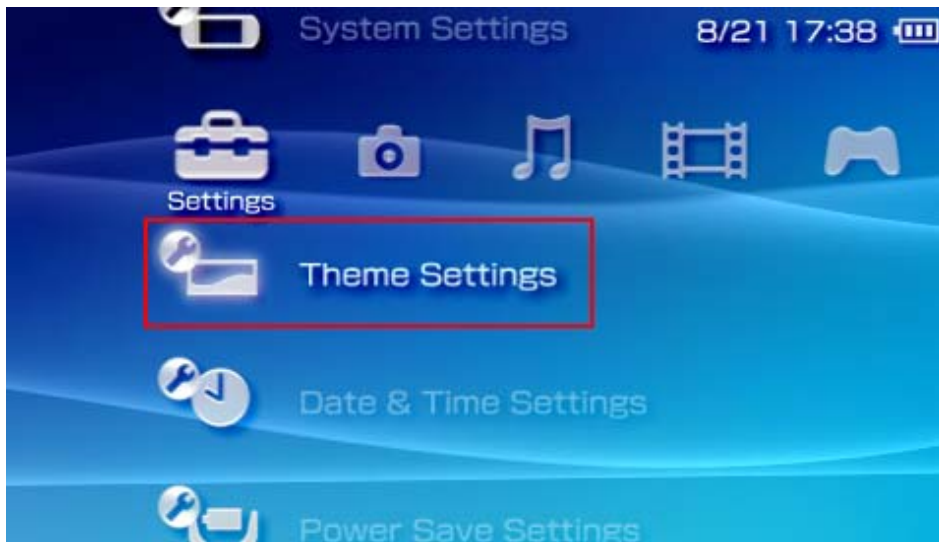 System Settings
8/21 17:38
Settings
Theme Settings
Date & Time Settings
Power Save Settings